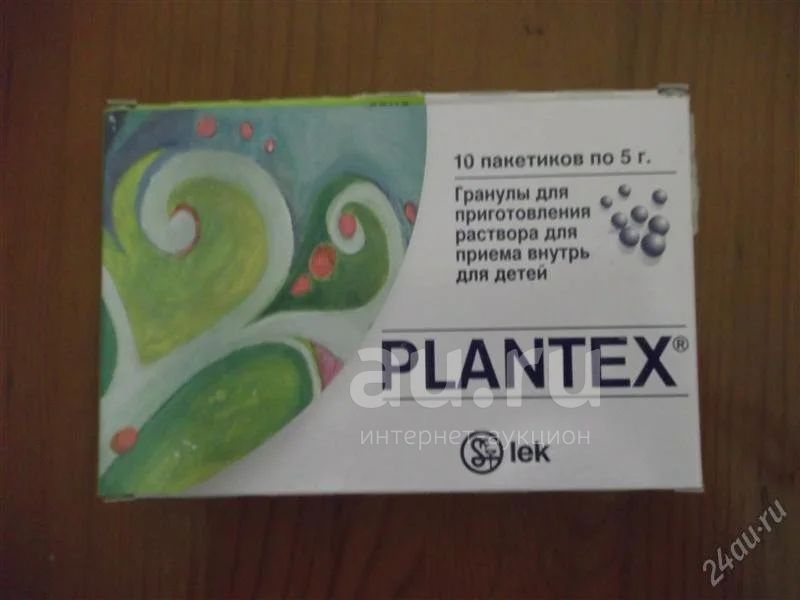 10 пакетиков по 5 г.
Гранулы для
приготовления
раствора для
приема внутрь
для детей
PLANTEX®
au.ru
интернет-аукцион
lek
24au.ru